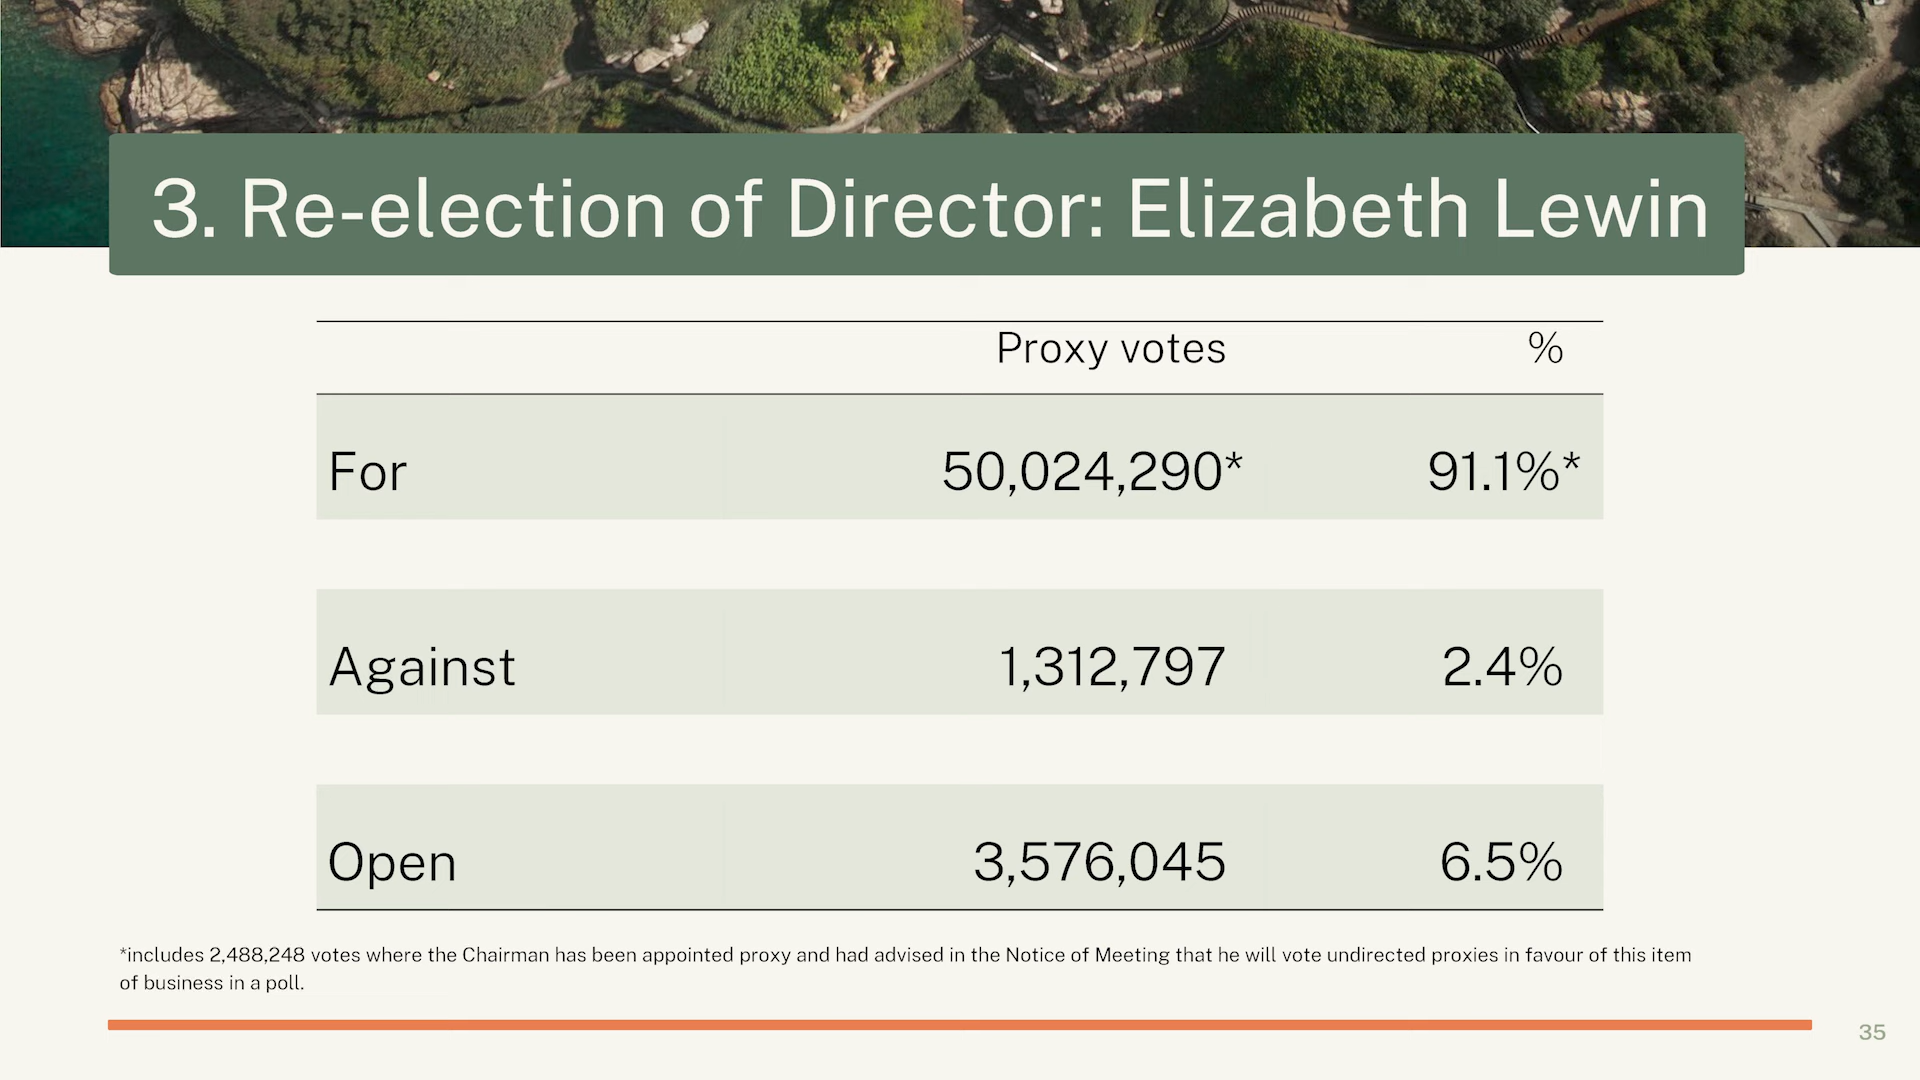 3. Re-election of Director: Elizabeth Lewin
Proxy votes %
For 50,024,290* 91.1%*
Against 1,312,797 2.4%
Open 3,576,045 6.5%
*includes 2,488,248 votes where the Chairman has been appointed proxy and had advised in the Notice of Meeting that he will vote undirected proxies in favour of this item
of business in a poll.
35